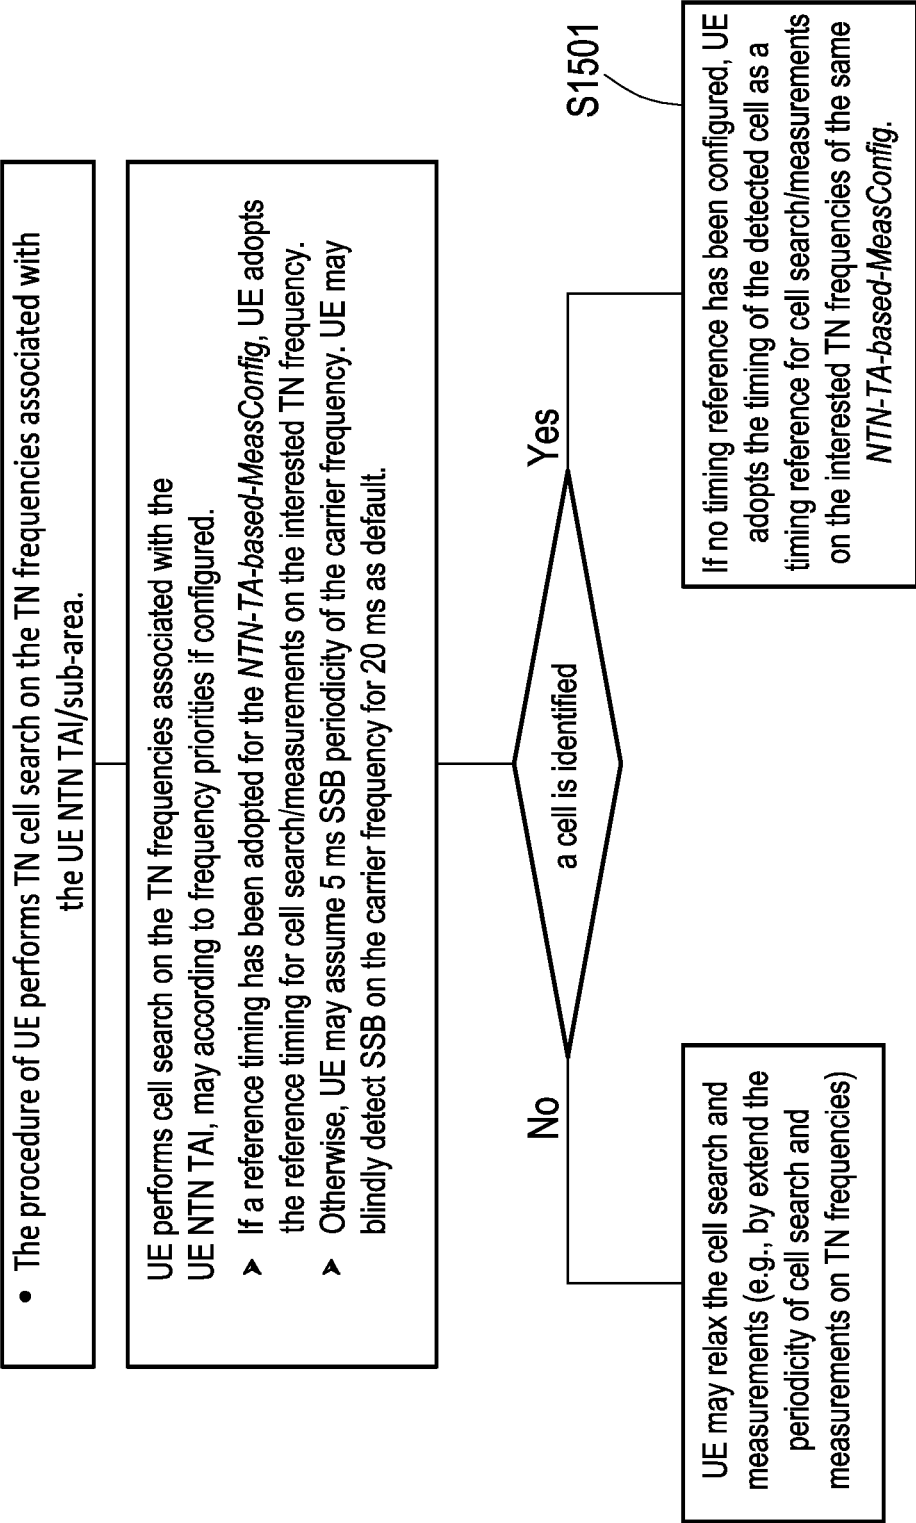 • The procedure of UE performs TN cell search on the TN frequencies associated with
the UE NTN TAI/sub-area.
UE performs cell search on the TN frequencies associated with the
UE NTN TAI, may according to frequency priorities if configured.
➢ If a reference timing has been adopted for the NTN-TA-based-MeasConfig, UE adopts
the reference timing for cell search/measurements on the interested TN frequency.
➢ Otherwise, UE may assume 5 ms SSB periodicity of the carrier frequency. UE may
blindly detect SSB on the carrier frequency for 20 ms as default.
a cell is identified
No
Yes
UE may relax the cell search and
measurements (e.g., by extend the
periodicity of cell search and
measurements on TN frequencies)
S1501
If no timing reference has been configured, UE
adopts the timing of the detected cell as a
timing reference for cell search/measurements
on the interested TN frequencies of the same
NTN-TA-based-MeasConfig.